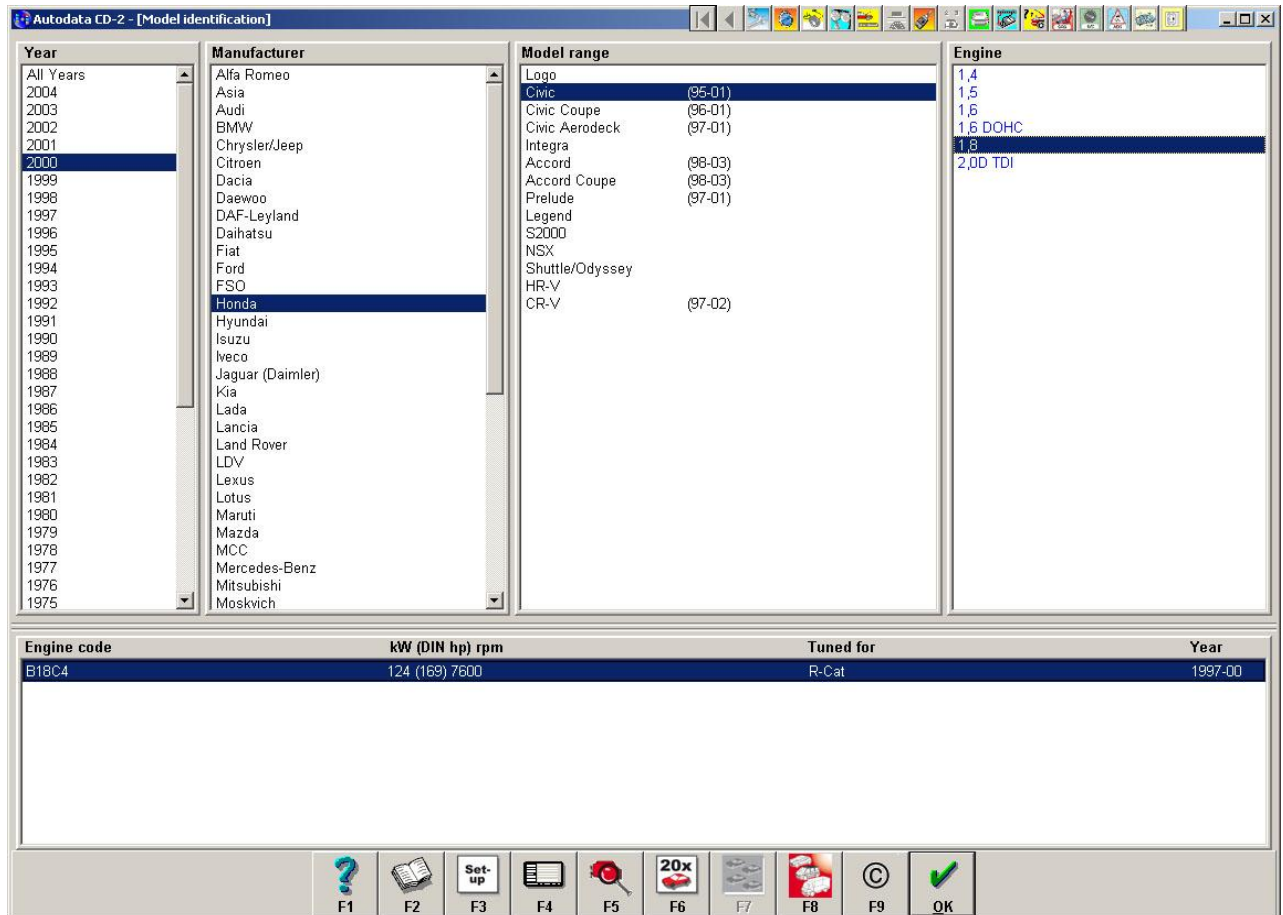 Autodata CD-2 - [Model identification]
Year
All Years
2004
2003
2002
2001
2000
1999
1998
1997
1996
1995
1994
1993
1992
1991
1990
1989
1988
1987
1986
1985
1984
1983
1982
1981
1980
1979
1978
1977
1976
1975
Manufacturer
Alfa Romeo
Asia
Audi
BMW
Chrysler/Jeep
Citroen
Dacia
Daewoo
DAF-Leyland
Daihatsu
Fiat
Ford
FSO
Honda
Hyundai
Isuzu
Iveco
Jaguar (Daimler)
Kia
Lada
Lancia
Land Rover
LDV
Lexus
Lotus
Maruti
Mazda
MCC
Mercedes-Benz
Mitsubishi
Moskvich
Model range
Logo
Civic (95-01)
Civic Coupe (96-01)
Civic Aerodeck (97-01)
Integra
Accord (98-03)
Accord Coupe (98-03)
Prelude (97-01)
Legend
S2000
NSX
Shuttle/Odyssey
HR-V
CR-V (97-02)
Engine
1,4
1,5
1,6
1,6 DOHC
1,8
2,0D TDI
Engine code kW (DIN hp) rpm Tuned for Year
B18C4 124 (169) 7600 R-Cat 1997-00
Set-
up
20x
F1 F2 F3 F4 F5 F6 F7 F8 F9 OK